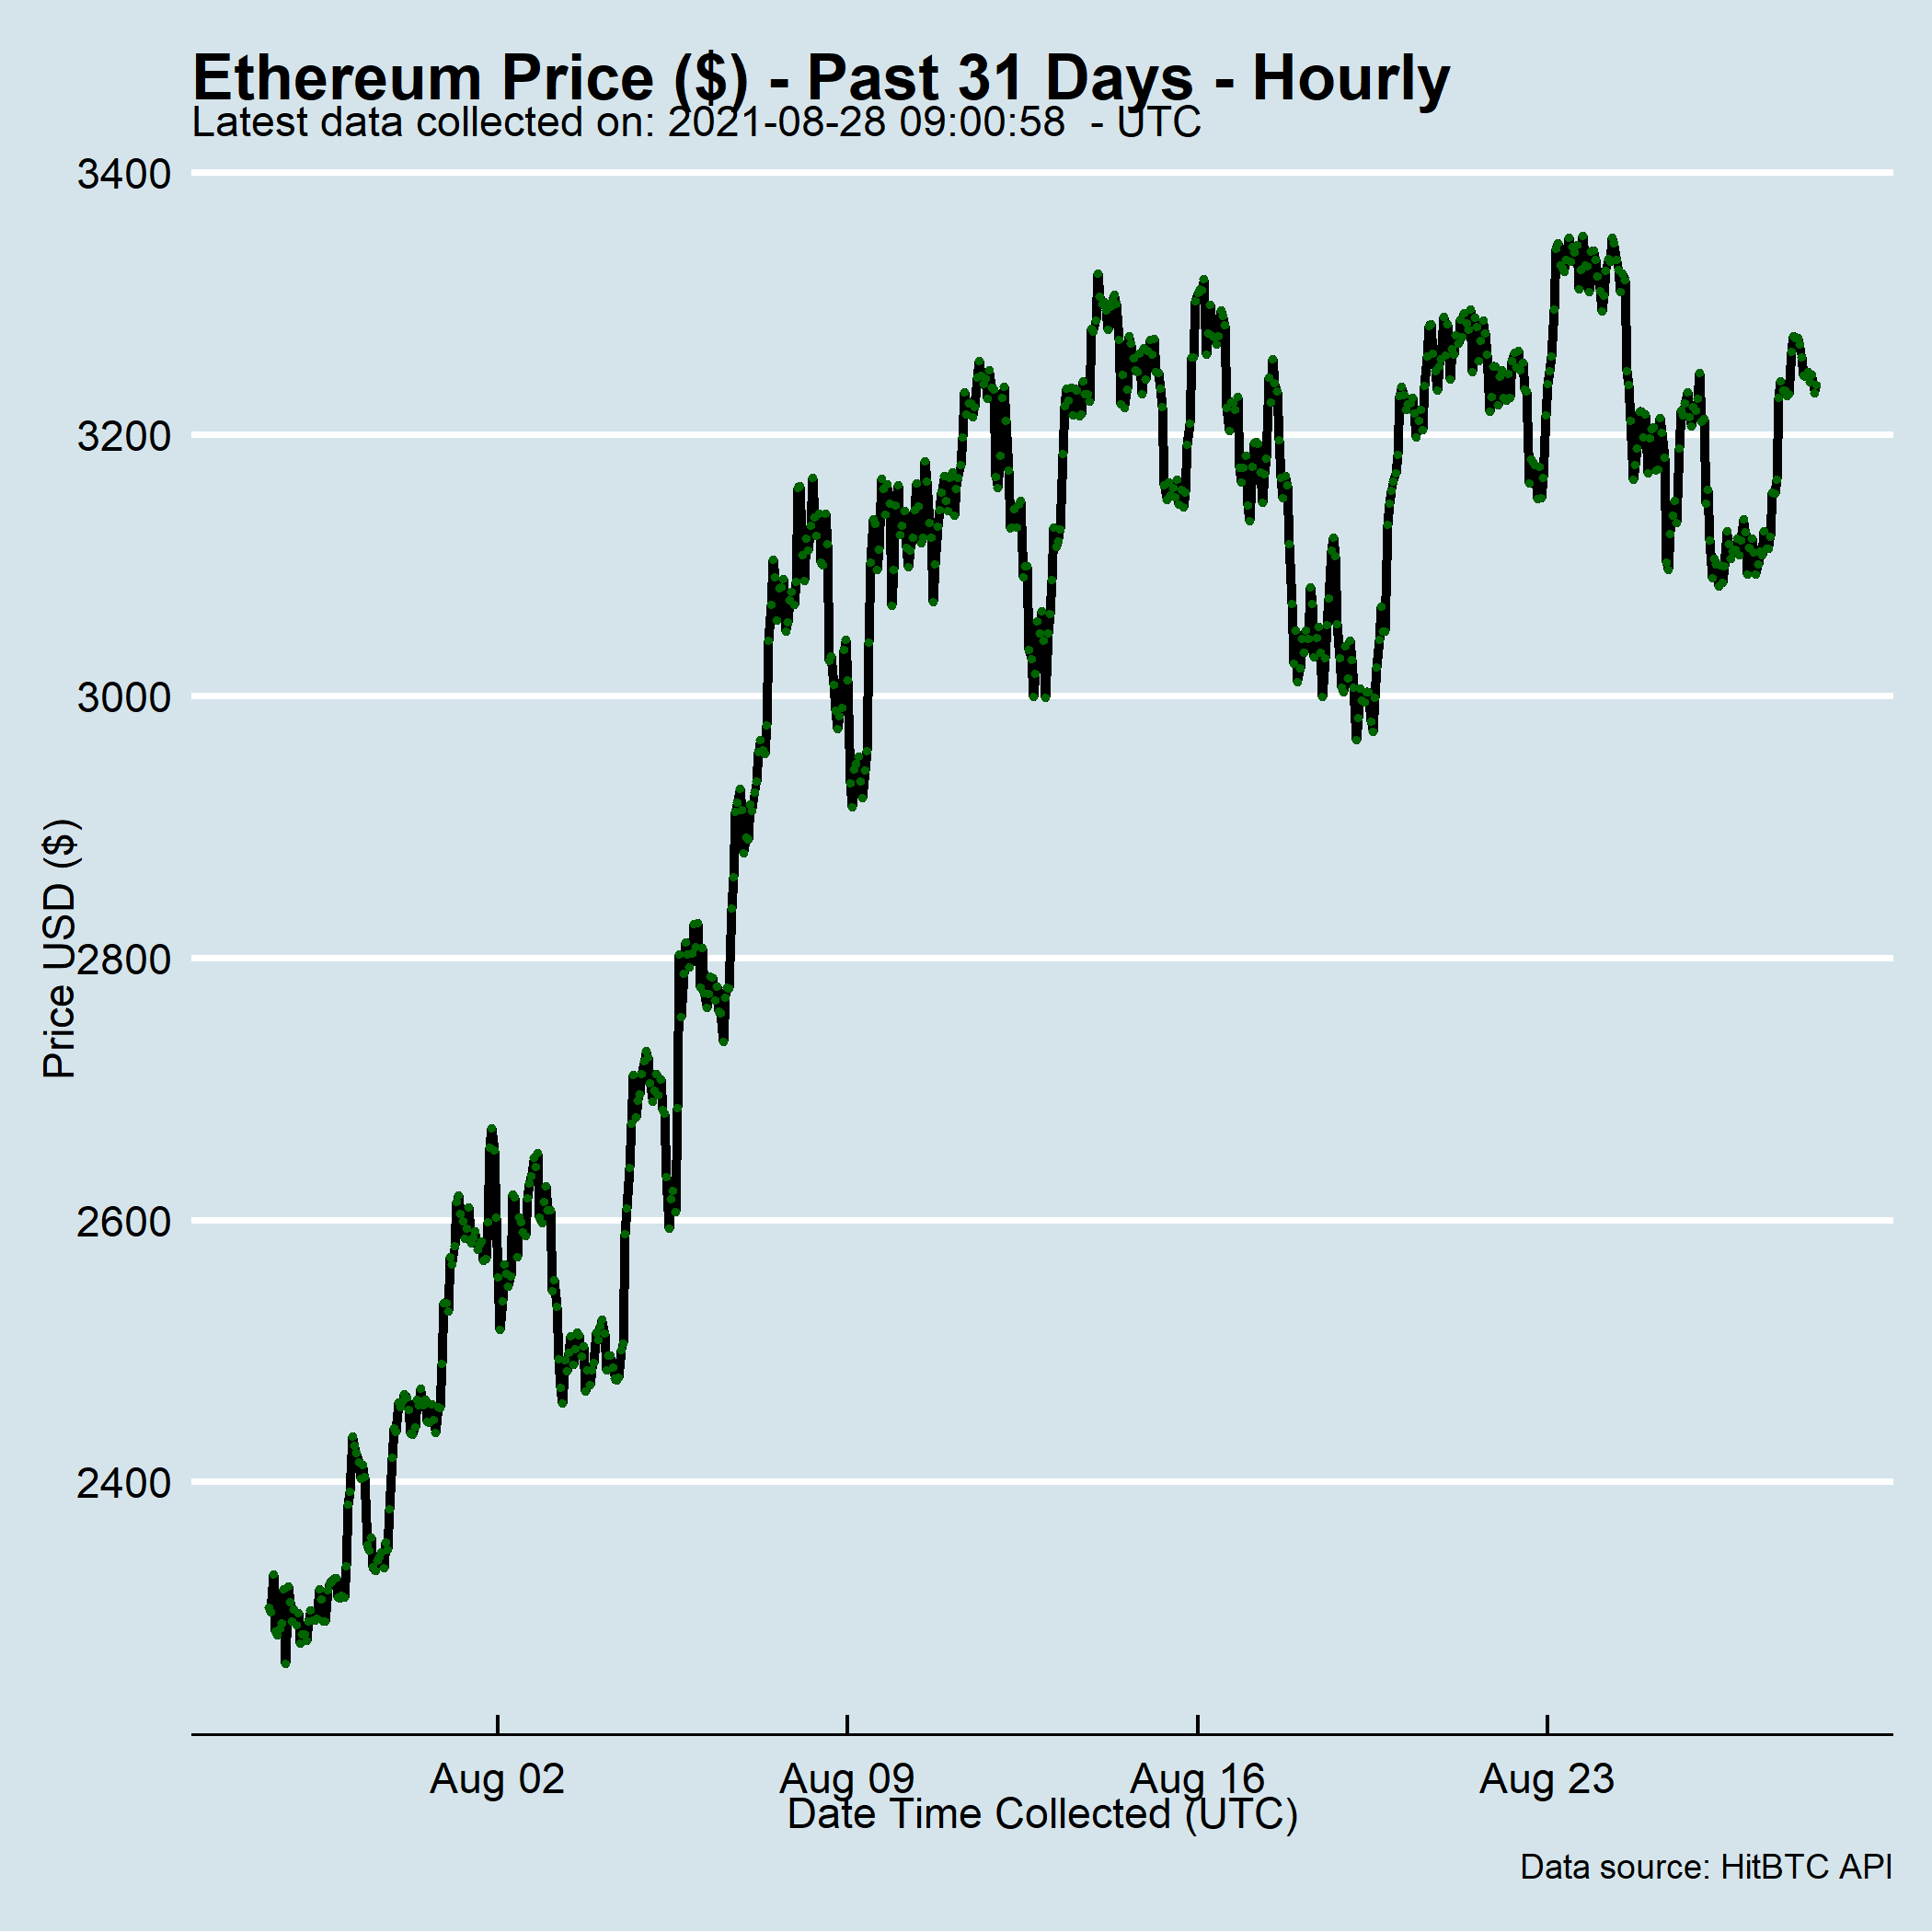 Ethereum Price ($) - Past 31 Days - Hourly
Latest data collected on: 2021-08-28 09:00:58  - UTC
3400
3200
3000
2800
2600
2400
Price USD ($)
Aug 02
Aug 09
Aug 16
Aug 23
Date Time Collected (UTC)
Data source: HitBTC API